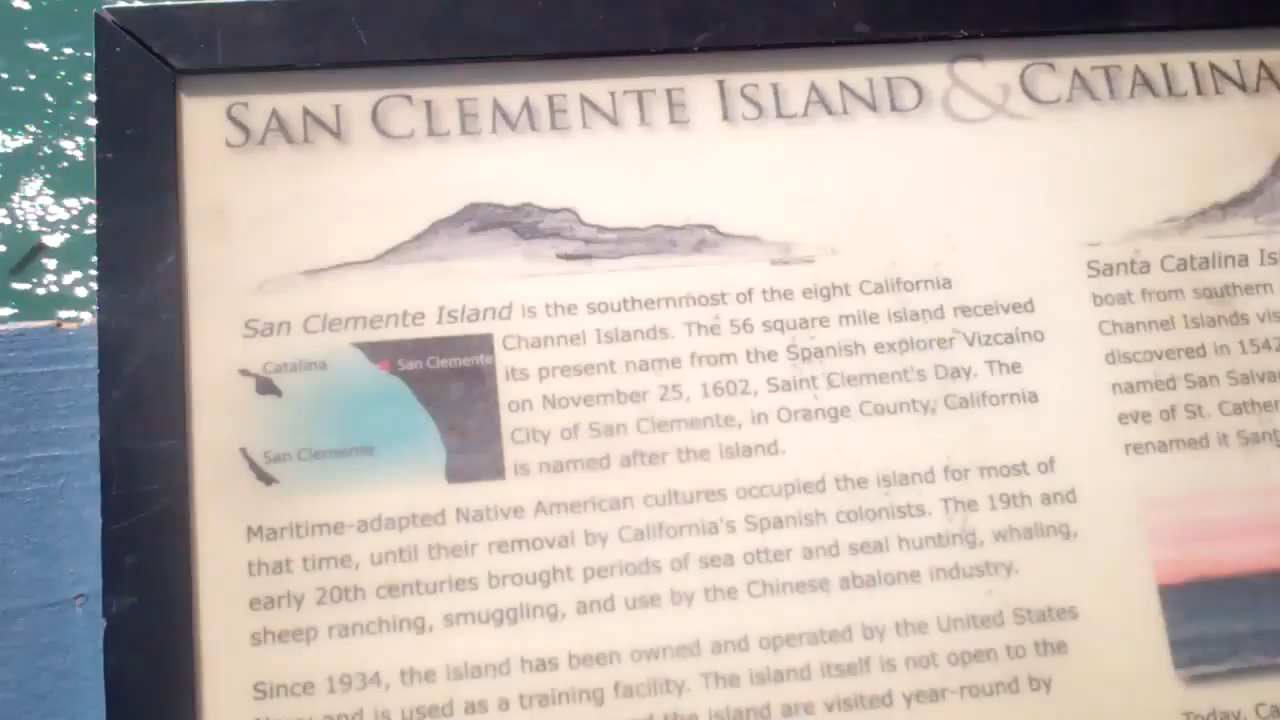 SAN CLEMENTE ISLAND & CATALINA
San Clemente Island is the southernmost of the eight California
Channel Islands. The 56 square mile island received
its present name from the Spanish explorer Vizcaíno
on November 25, 1602, Saint Clement's Day. The
City of San Clemente, in Orange County, California
is named after the island.
Catalina
San Clemente
San Clemente
Maritime-adapted Native American cultures occupied the island for most of
that time, until their removal by California's Spanish colonists. The 19th and
early 20th centuries brought periods of sea otter and seal hunting, whaling,
sheep ranching, smuggling, and use by the Chinese abalone industry.
Since 1934, the island has been owned and operated by the United States
and is used as a training facility. The island itself is not open to the
the island are visited year-round by
Santa Catalina
boat from southern
Channel Islands
discovered in 1542
named San
eve of St.
renamed it
Today,